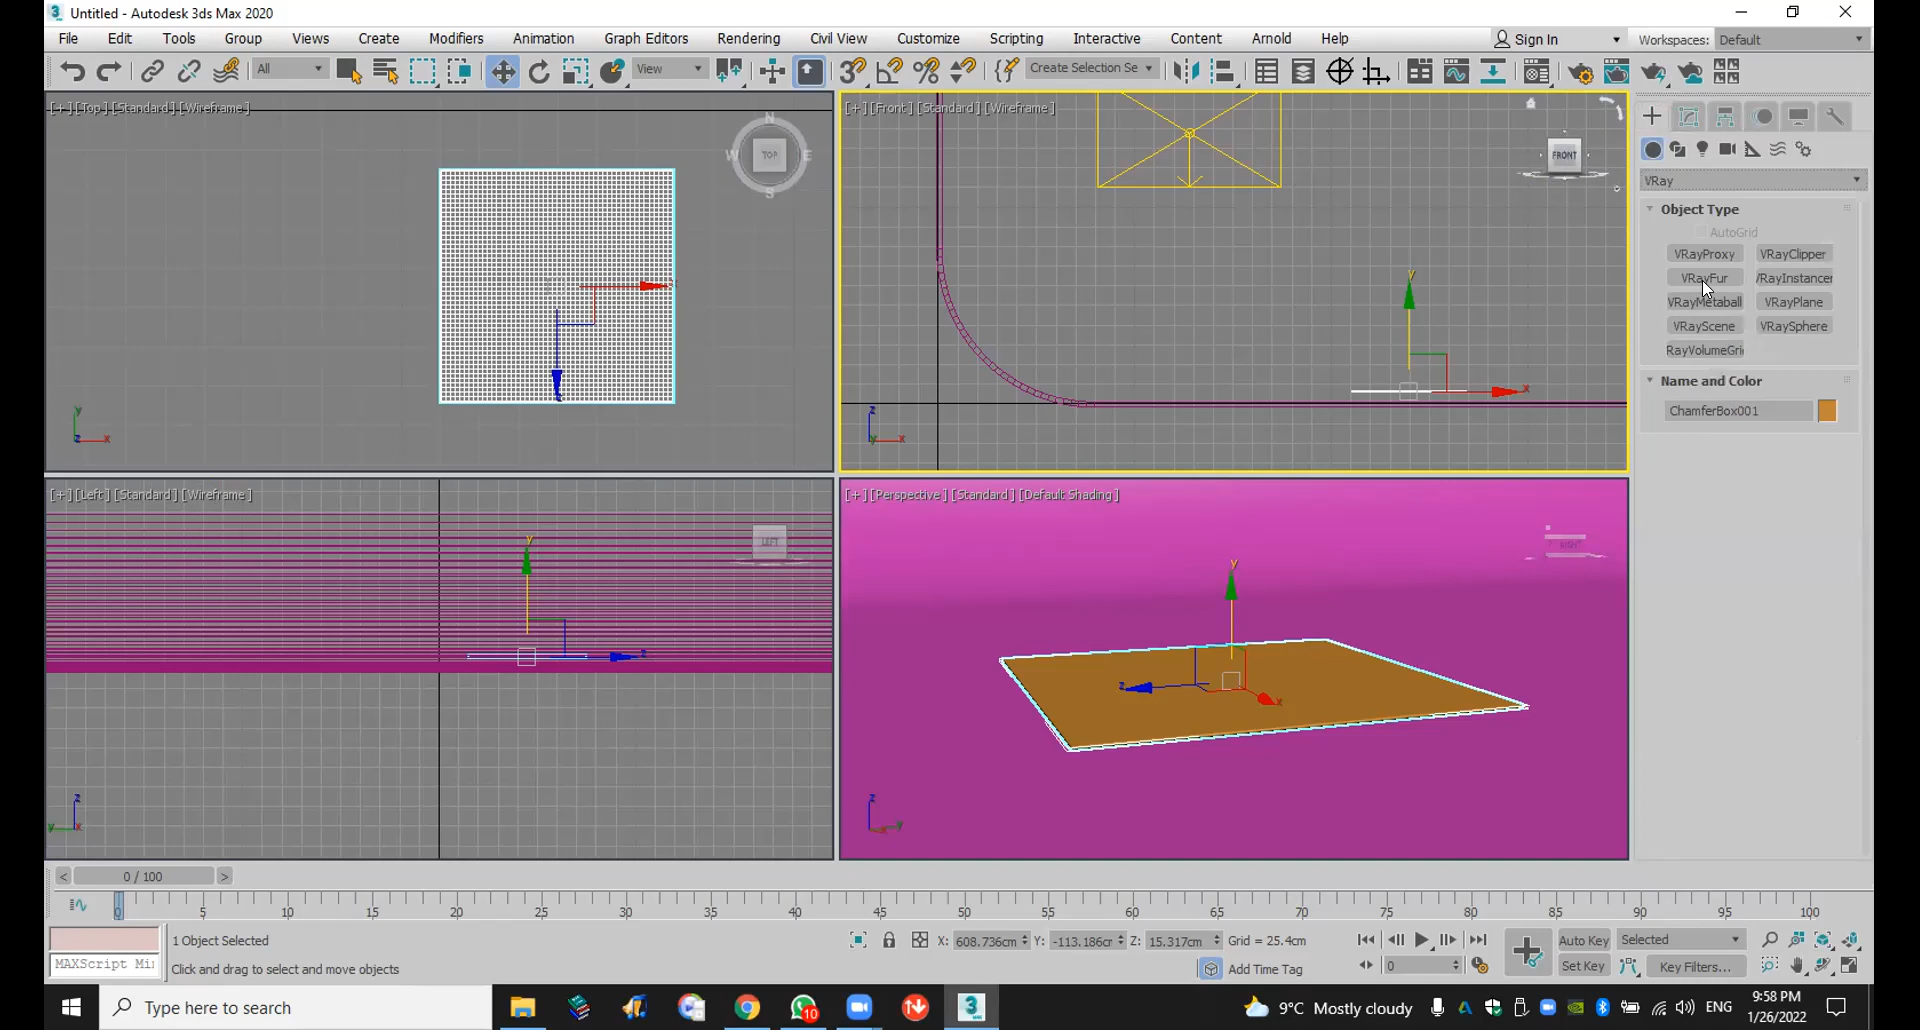 Untitled - Autodesk 3ds Max 2020
File Edit Tools Group Views Create Modifiers Animation Graph Editors Rendering Civil View Customize Scripting Interactive Content Arnold Help Sign In Workspaces: Default
All View Create Selection Se
[+][Top][Standard][Wireframe]
N
W TOP E
S
y
z x
[+][Front][Standard][Wireframe]
FRONT
y
x
z
y x
VRay
Object Type
AutoGrid
VRayProxy VRayClipper
VRayFur VRayInstancer
VRayMetaball VRayPlane
VRayScene VRaySphere
RayVolumeGri
Name and Color
ChamferBox001
[+][Left][Standard][Wireframe]
LEFT
y
z
z
y x
[+][Perspective][Standard][Default Shading]
y
z
x
z
x y
< 0 / 100 >
0 5 10 15 20 25 30 35 40 45 50 55 60 65 70 75 80 85 90 95 100
1 Object Selected X: 608.736cm Y: -113.186cm Z: 15.317cm Grid = 25.4cm Auto Key Selected
MAXScript Mi Click and drag to select and move objects Add Time Tag 0 Set Key Key Filters...
Type here to search 10 3 9°C Mostly cloudy ENG 9:58 PM
1/26/2022